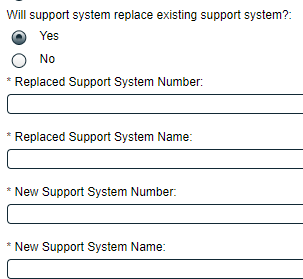 Will support system replace existing support system?:
Yes
No
* Replaced Support System Number:
* Replaced Support System Name:
* New Support System Number:
* New Support System Name: